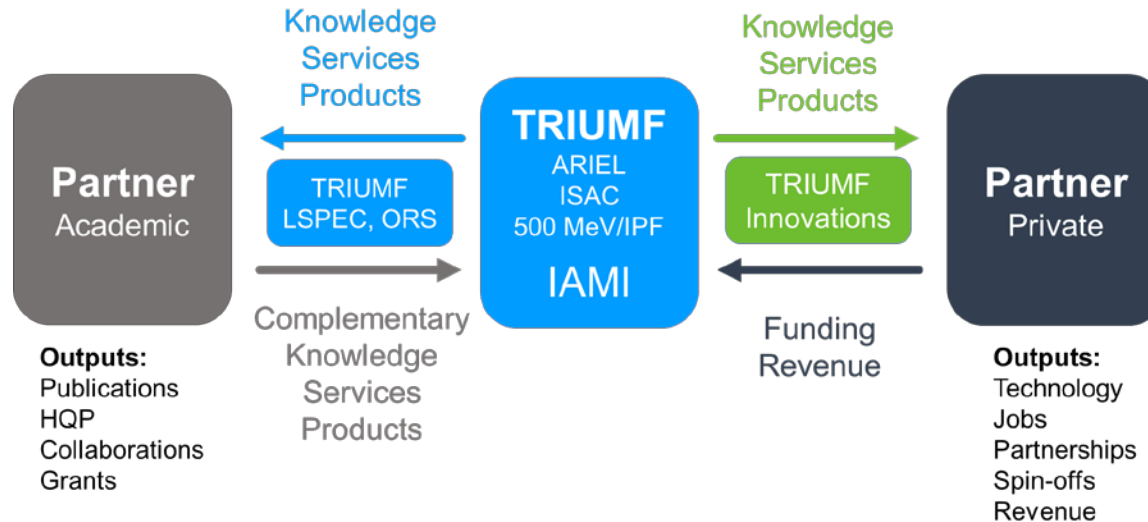 Knowledge
Services
Products
Knowledge
Services
Products
Partner
Academic
TRIUMF
LSPEC, ORS
TRIUMF
ARIEL
ISAC
500 MeV/IPF
IAMI
TRIUMF
Innovations
Partner
Private
Complementary
Knowledge
Services
Products
Funding
Revenue
Outputs:
Publications
HQP
Collaborations
Grants
Outputs:
Technology
Jobs
Partnerships
Spin-offs
Revenue